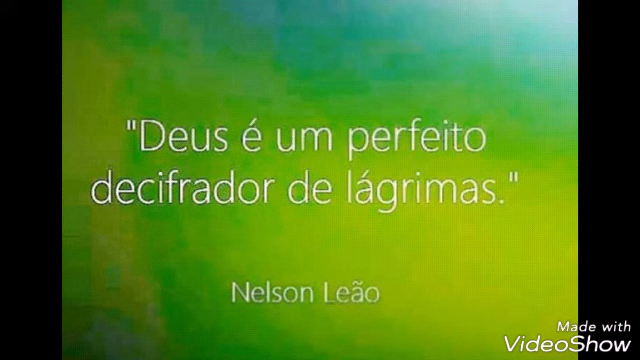 "Deus é um perfeito
decifrador de lágrimas."
Nelson Leão
Made with
VideoShow